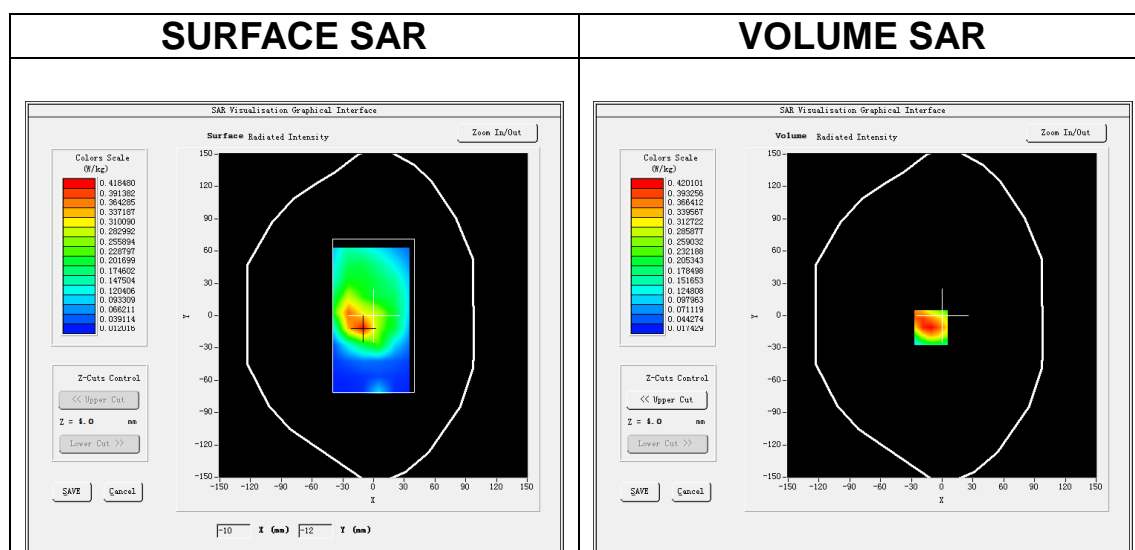 SURFACE SAR
VOLUME SAR
SAR Visualisation Graphical Interface
Surface Radiated Intensity
Zoom In/Out
Colors Scale
(W/kg)
0.418480
0.391382
0.364285
0.337187
0.310090
0.282992
0.255894
0.228797
0.201699
0.174602
0.147504
0.120406
0.093309
0.066211
0.039114
0.012016
150
120
90
60
30
0
-30
-60
-90
-120
-150
Y
-150 -120 -90 -60 -30 0 30 60 90 120 150
X
Z-Cuts Control
<< Upper Cut
Z = 4.0 mm
Lower Cut >>
SAVE Cancel
-10 X (mm) -12 Y (mm)
SAR Visualisation Graphical Interface
Volume Radiated Intensity
Zoom In/Out
Colors Scale
(W/kg)
0.420101
0.393256
0.366412
0.339567
0.312722
0.285877
0.259032
0.232188
0.205343
0.178498
0.151653
0.124808
0.097963
0.071119
0.044274
0.017429
150
120
90
60
30
0
-30
-60
-90
-120
-150
Y
-150 -120 -90 -60 -30 0 30 60 90 120 150
X
Z-Cuts Control
<< Upper Cut
Z = 4.0 mm
Lower Cut >>
SAVE Cancel